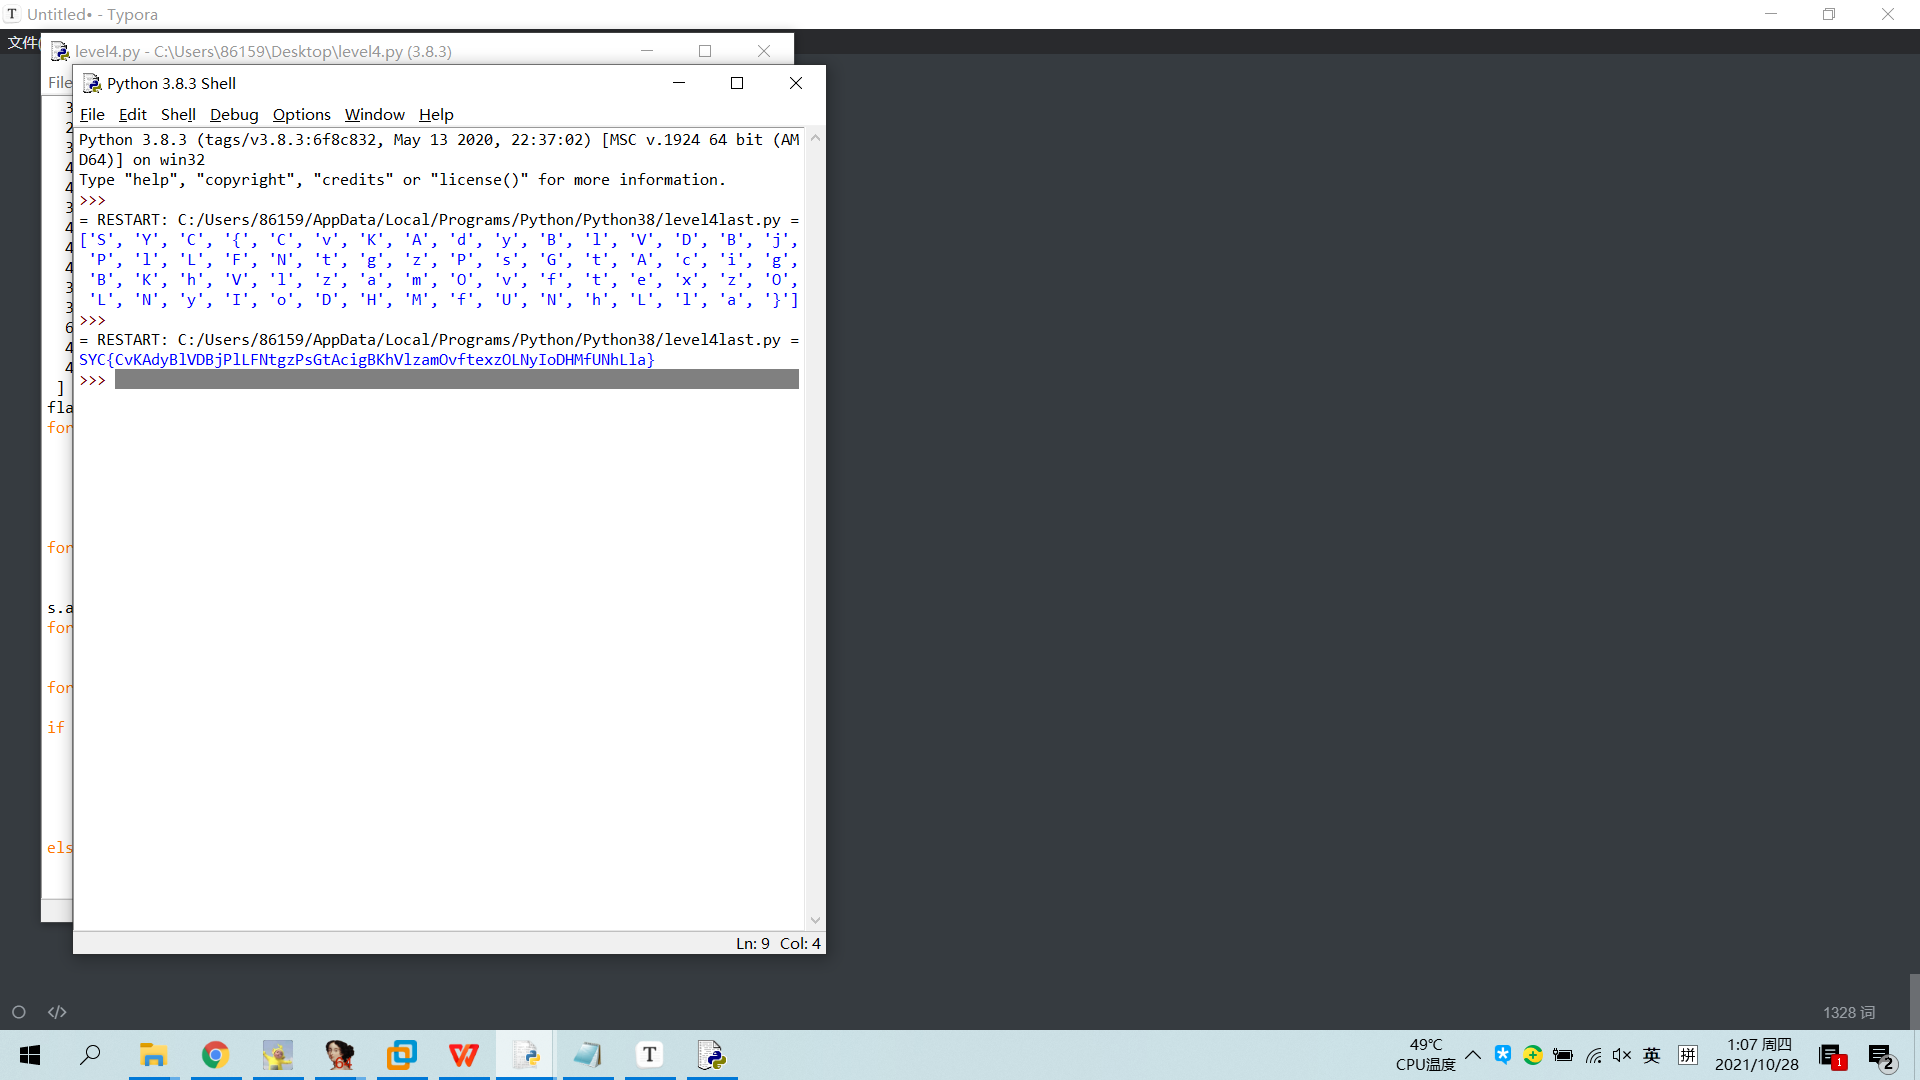 Untitled• - Typora
文件(
level4.py - C:\Users\86159\Desktop\level4.py (3.8.3)
File
Python 3.8.3 Shell
File Edit Shell Debug Options Window Help
Python 3.8.3 (tags/v3.8.3:6f8c832, May 13 2020, 22:37:02) [MSC v.1924 64 bit (AM
D64)] on win32
Type "help", "copyright", "credits" or "license()" for more information.
>>>
= RESTART: C:/Users/86159/AppData/Local/Programs/Python/Python38/level4last.py =
['S', 'Y', 'C', '{', 'C', 'v', 'K', 'A', 'd', 'y', 'B', 'l', 'V', 'D', 'B', 'j',
'P', 'l', 'L', 'F', 'N', 't', 'g', 'z', 'P', 's', 'G', 't', 'A', 'c', 'i', 'g',
'B', 'K', 'h', 'V', 'l', 'z', 'a', 'm', 'O', 'v', 'f', 't', 'e', 'x', 'z', 'O',
'L', 'N', 'y', 'I', 'o', 'D', 'H', 'M', 'f', 'U', 'N', 'h', 'L', 'l', 'a', '}']
>>>
= RESTART: C:/Users/86159/AppData/Local/Programs/Python/Python38/level4last.py =
SYC{CvKAdyBlVDBjPlLFNtgzPsGtAcigBKhVlzamOvftexzOLNyIoDHMfUNhLla}
>>>
3
2
3
4
4
3
4
4
4
3
3
6
4
4
]
fla
for
for
s.a
for
for
if
els
Ln: 9 Col: 4
1328 词
49℃
CPU温度
英
拼
1:07 周四
2021/10/28
1
2
64
T